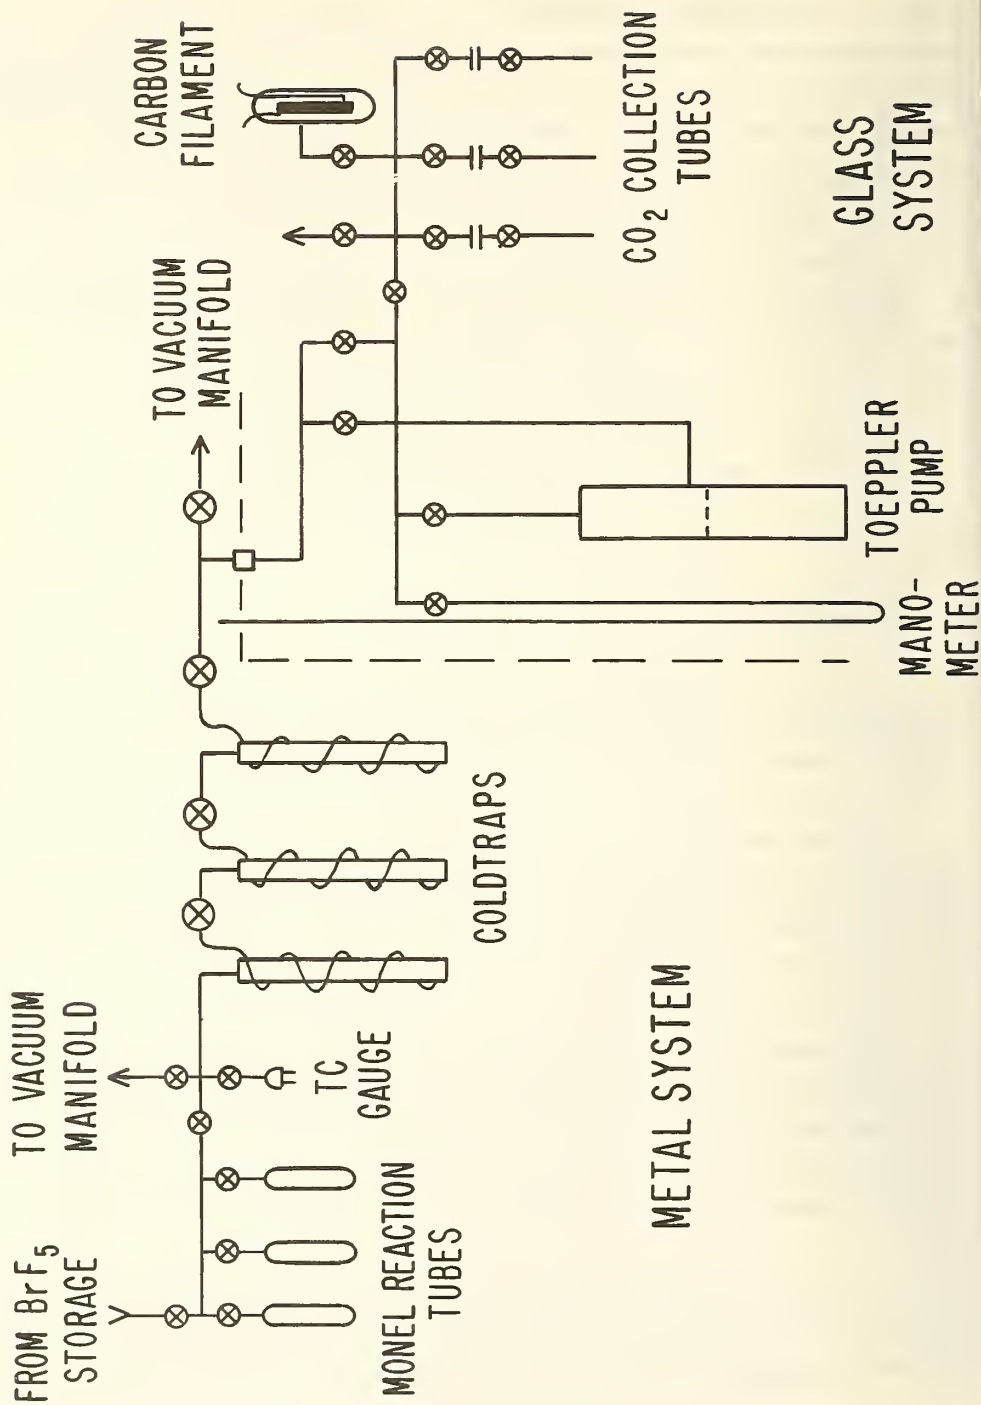 FROM BrF5
STORAGE
TO VACUUM
MANIFOLD
TO VACUUM
MANIFOLD
CARBON
FILAMENT
MONEL REACTION
TUBES
TC
GAUGE
COLDTRAPS
MANO-
METER
TOEPPLER
PUMP
CO2 COLLECTION
TUBES
METAL SYSTEM
GLASS
SYSTEM